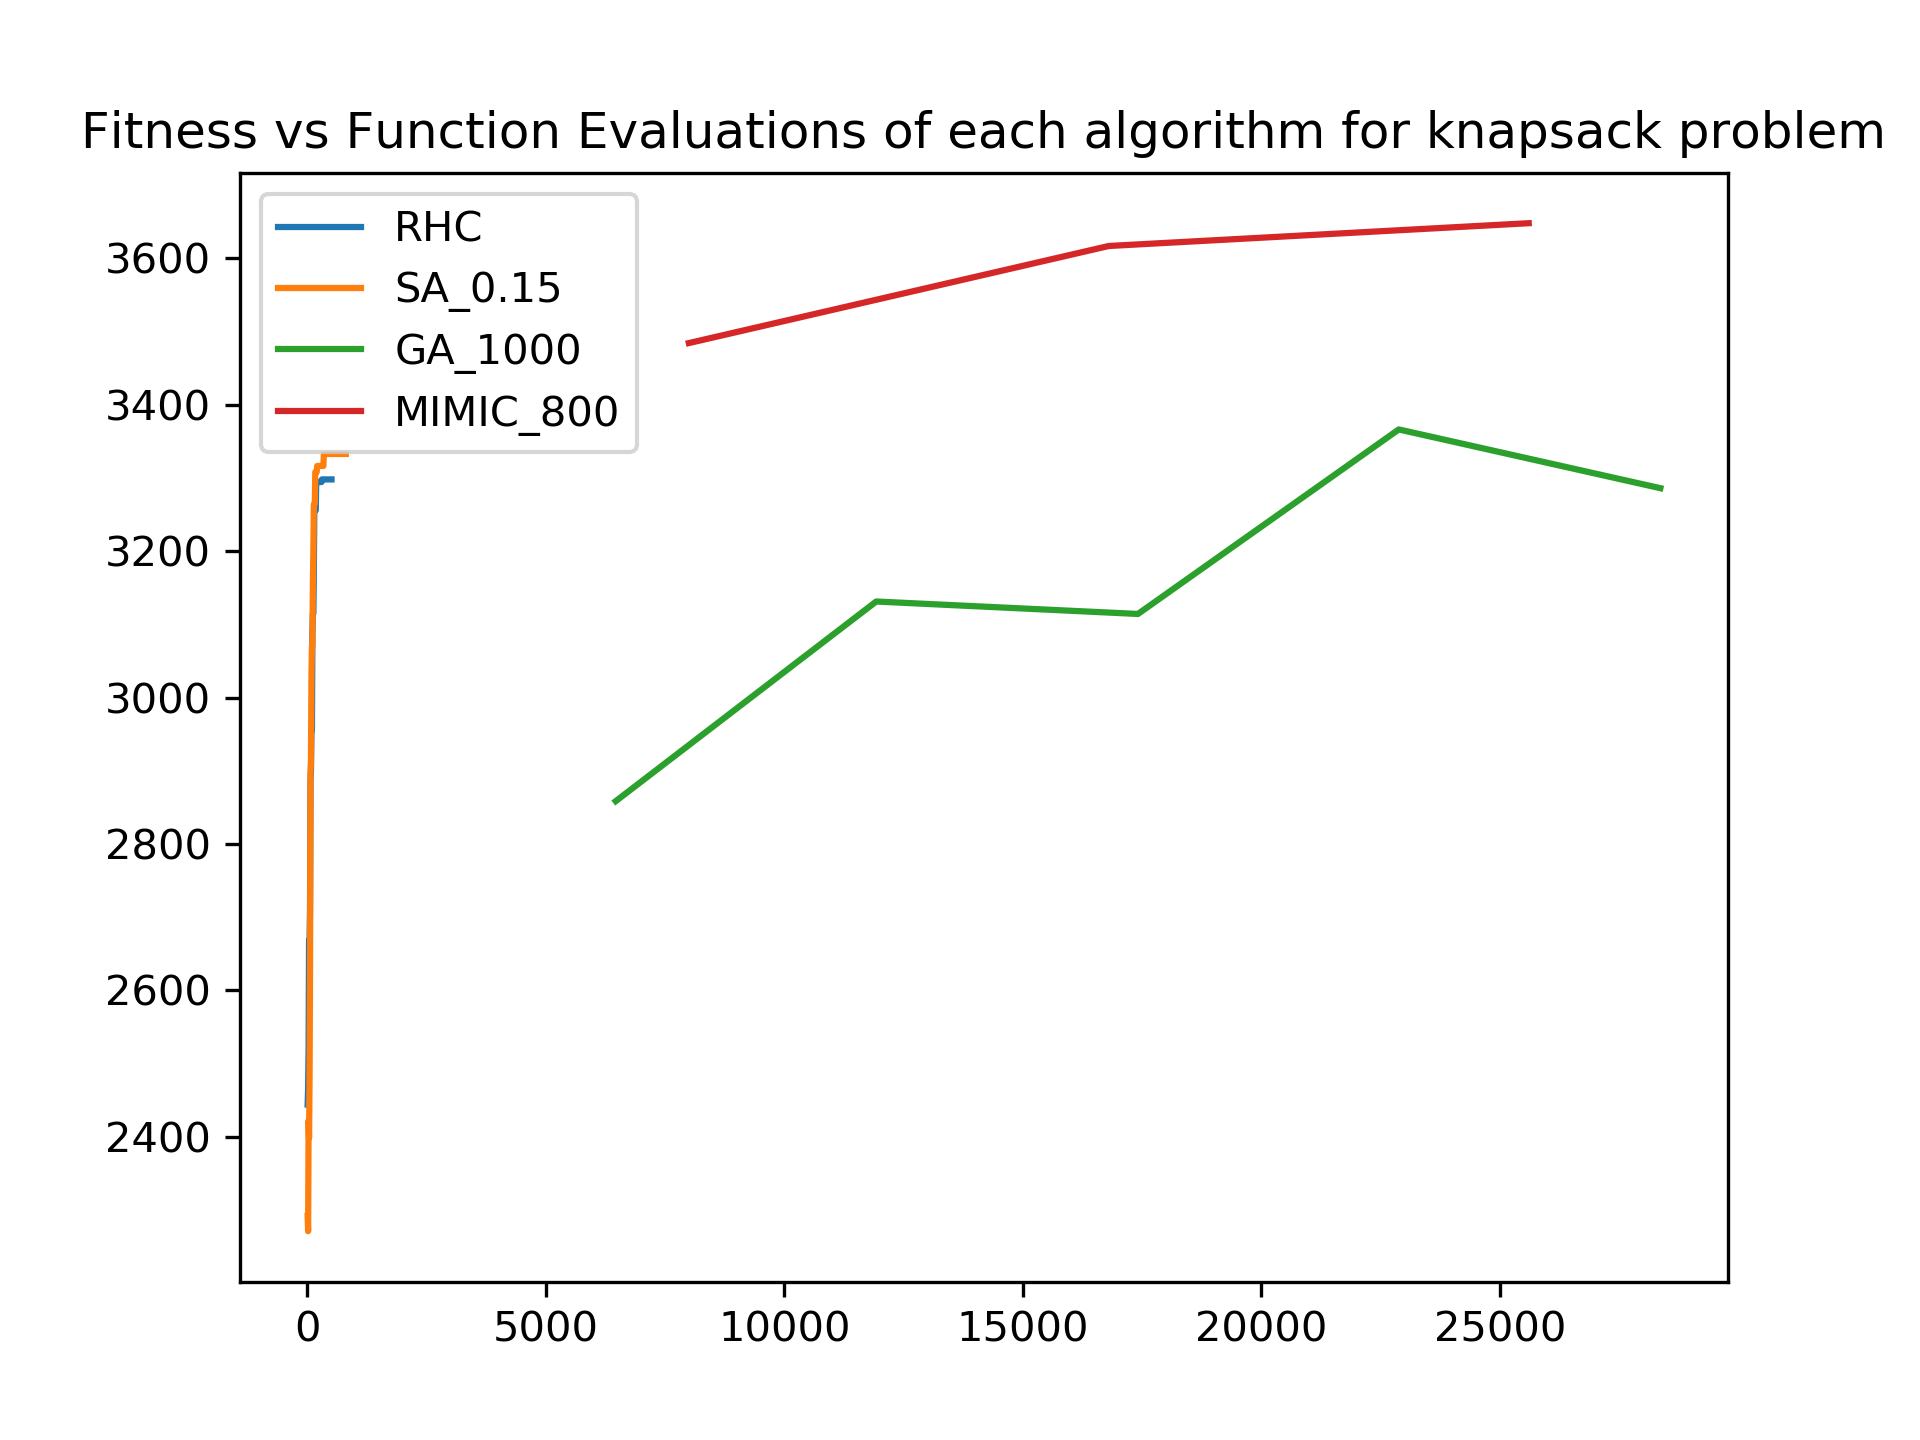 Fitness vs Function Evaluations of each algorithm for knapsack problem
RHC
SA_0.15
GA_1000
MIMIC_800
3600
3400
3200
3000
2800
2600
2400
0 5000 10000 15000 20000 25000